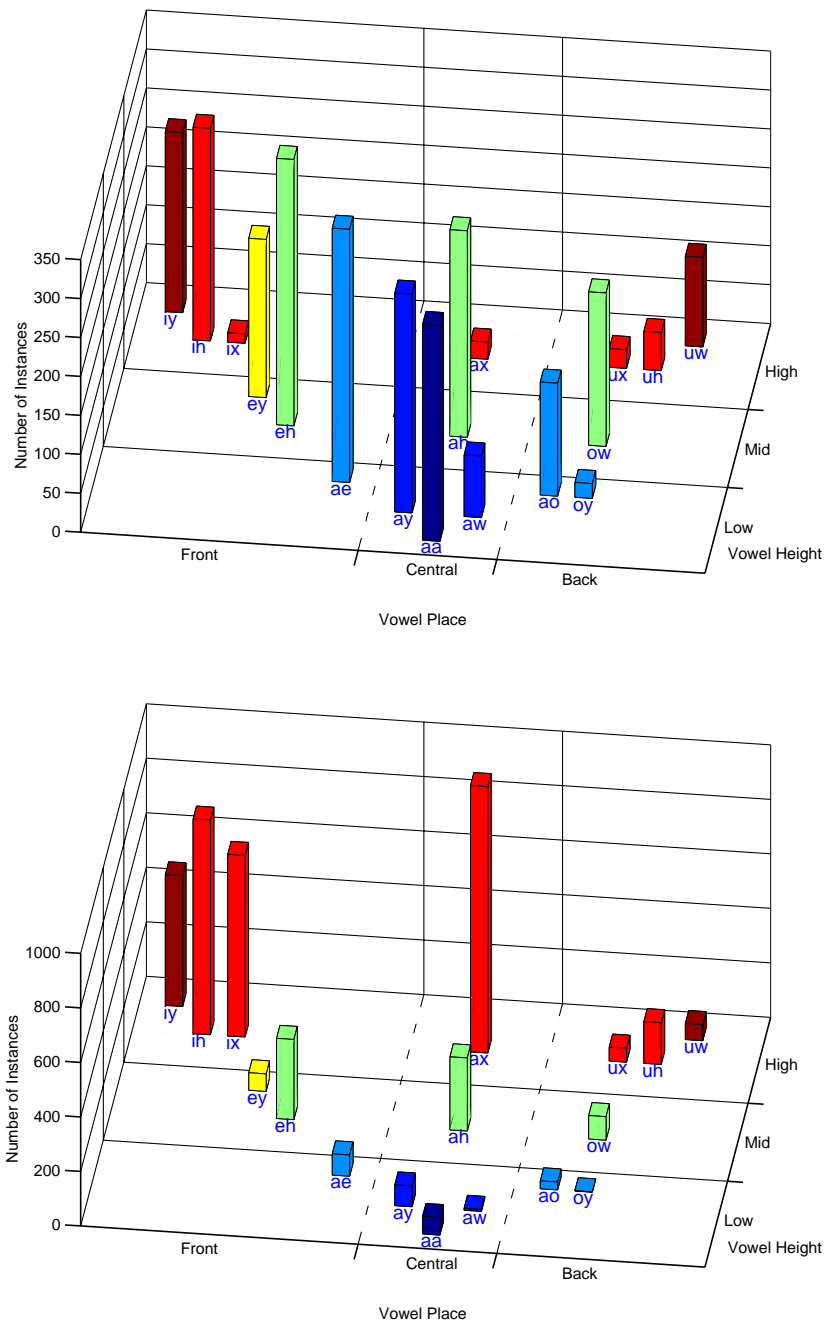 350
300
250
200
150
100
50
0
Number of Instances
iy
ih
ix
ey
eh
ae
ay
aa
ah
ax
aw
ao
oy
ow
ux
uh
uw
High
Mid
Low
Vowel Height
Front
Central
Back
Vowel Place
1000
800
600
400
200
0
Number of Instances
iy
ih
ix
ey
eh
ae
ay
aa
ah
ax
aw
ao
oy
ow
ux
uh
uw
High
Mid
Low
Vowel Height
Front
Central
Back
Vowel Place